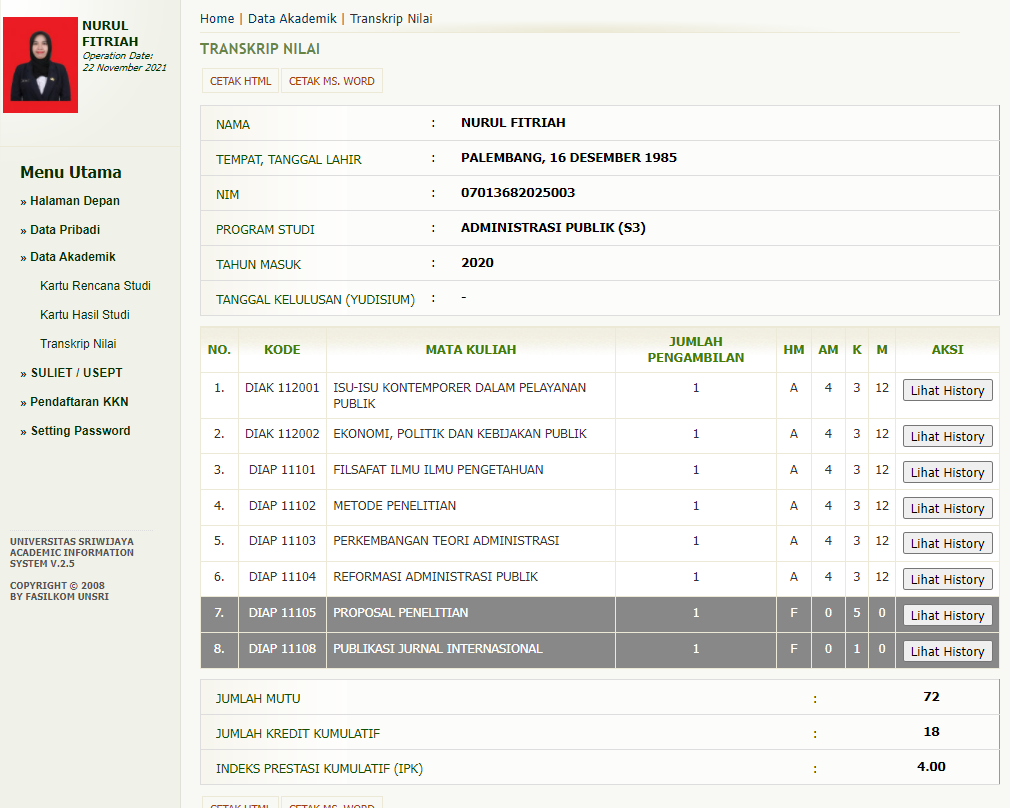 NURUL
FITRIAH
Operation Date:
22 November 2021
Menu Utama
» Halaman Depan
» Data Pribadi
» Data Akademik
Kartu Rencana Studi
Kartu Hasil Studi
Transkrip Nilai
» SULIET / USEPT
» Pendaftaran KKN
» Setting Password
UNIVERSITAS SRIWIJAYA
ACADEMIC INFORMATION
SYSTEM V.2.5
COPYRIGHT © 2008
BY FASILKOM UNSRI
Home | Data Akademik | Transkrip Nilai
TRANSKRIP NILAI
CETAK HTML CETAK MS. WORD
NAMA : NURUL FITRIAH
TEMPAT, TANGGAL LAHIR : PALEMBANG, 16 DESEMBER 1985
NIM : 07013682025003
PROGRAM STUDI : ADMINISTRASI PUBLIK (S3)
TAHUN MASUK : 2020
TANGGAL KELULUSAN (YUDISIUM) : -
NO. KODE MATA KULIAH JUMLAH PENGAMBILAN HM AM K M AKSI
1. DIAK 112001 ISU-ISU KONTEMPORER DALAM PELAYANAN PUBLIK 1 A 4 3 12 Lihat History
2. DIAK 112002 EKONOMI, POLITIK DAN KEBIJAKAN PUBLIK 1 A 4 3 12 Lihat History
3. DIAP 11101 FILSAFAT ILMU ILMU PENGETAHUAN 1 A 4 3 12 Lihat History
4. DIAP 11102 METODE PENELITIAN 1 A 4 3 12 Lihat History
5. DIAP 11103 PERKEMBANGAN TEORI ADMINISTRASI 1 A 4 3 12 Lihat History
6. DIAP 11104 REFORMASI ADMINISTRASI PUBLIK 1 A 4 3 12 Lihat History
7. DIAP 11105 PROPOSAL PENELITIAN 1 F 0 5 0 Lihat History
8. DIAP 11108 PUBLIKASI JURNAL INTERNASIONAL 1 F 0 1 0 Lihat History
JUMLAH MUTU : 72
JUMLAH KREDIT KUMULATIF : 18
INDEKS PRESTASI KUMULATIF (IPK) : 4.00
CETAK HTML CETAK MS. WORD